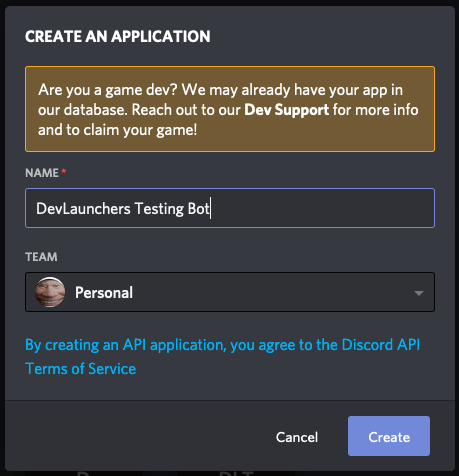 CREATE AN APPLICATION
Are you a game dev? We may already have your app in
our database. Reach out to our Dev Support for more info
and to claim your game!
NAME *
DevLaunchers Testing Bot
TEAM
Personal
By creating an API application, you agree to the Discord API
Terms of Service
Cancel
Create